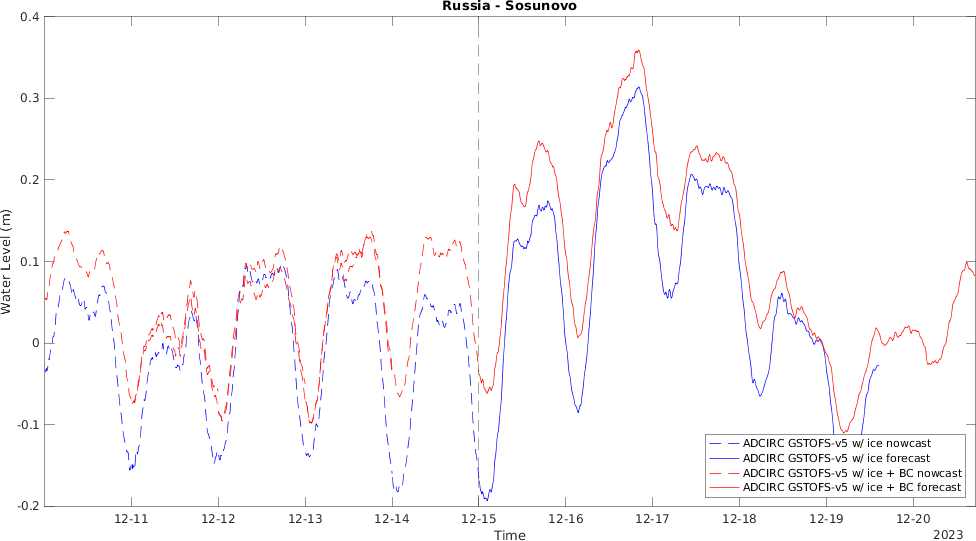 Russia - Sosunovo
0.4
0.3
0.2
0.1
0
-0.1
-0.2
Water Level (m)
ADCIRC GSTOFS-v5 w/ ice nowcast
ADCIRC GSTOFS-v5 w/ ice forecast
ADCIRC GSTOFS-v5 w/ ice + BC nowcast
ADCIRC GSTOFS-v5 w/ ice + BC forecast
12-11 12-12 12-13 12-14 12-15 12-16 12-17 12-18 12-19 12-20
Time
2023